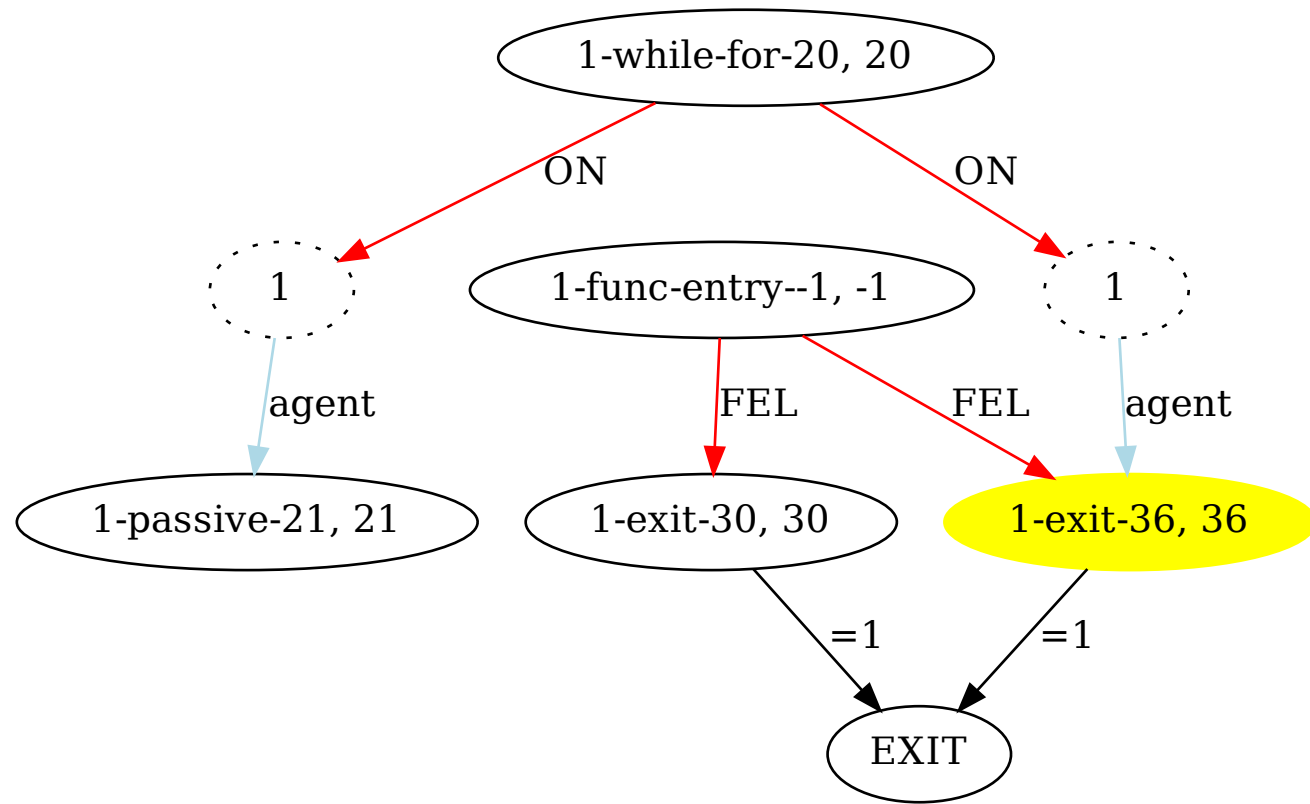 1-while-for-20, 20
ON
ON
1
1-func-entry--1, -1
1
agent
FEL
FEL
agent
1-passive-21, 21
1-exit-30, 30
1-exit-36, 36
=1
=1
EXIT